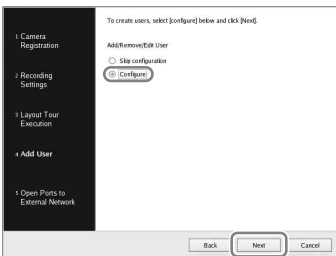 To create users, select [configure] below and click [Next].
1 Camera
Registration
2 Recording
Settings
3 Layout Tour
Execution
4 Add User
5 Open Ports to
External Network
Add/Remove/Edit User
Skip configuration
Configure
Back
Next
Cancel